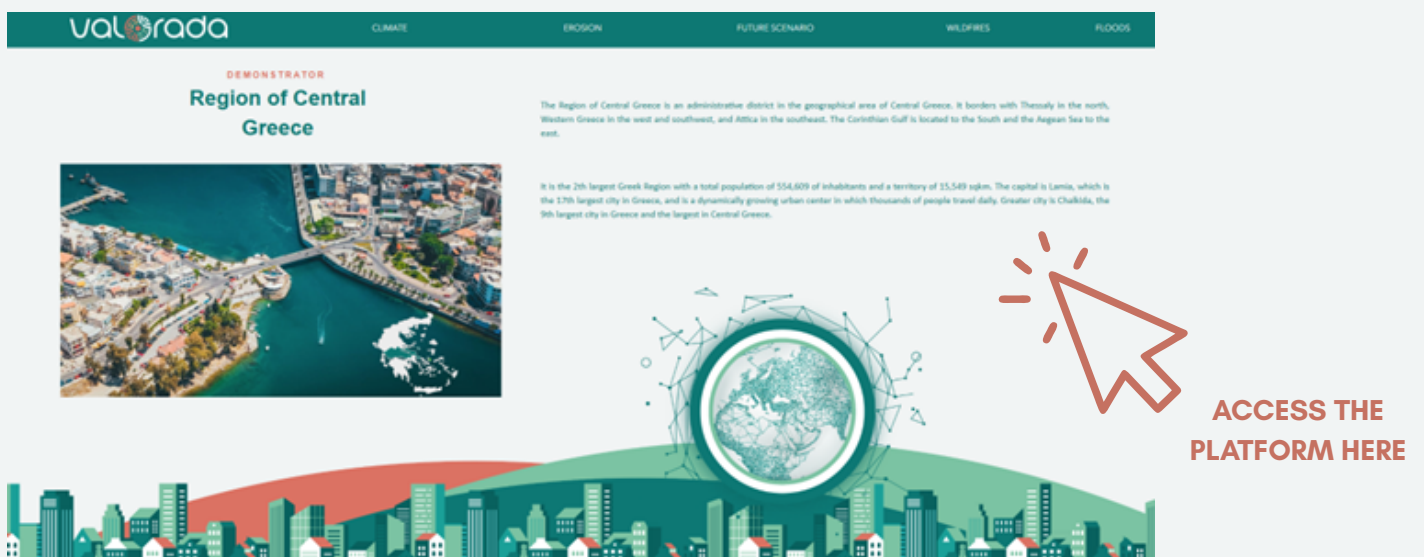 valorada
CLIMATE
EROSION
FUTURE SCENARIO
WILDFIRES
FLOODS
DEMONSTRATOR
Region of Central
Greece
The Region of Central Greece is an administrative district in the geographical area of Central Greece. It borders with Thessaly in the north,
Western Greece in the west and southwest, and Attica in the southeast. The Corinthian Gulf is located to the South and the Aegean Sea to the
east.
It is the 2th largest Greek Region with a total population of 554,609 of inhabitants and a territory of 15,549 sqkm. The capital is Lamia, which is
the 17th largest city in Greece, and is a dynamically growing urban center in which thousands of people travel daily. Greater city is Chalkida, the
9th largest city in Greece and the largest in Central Greece.
ACCESS THE
PLATFORM HERE